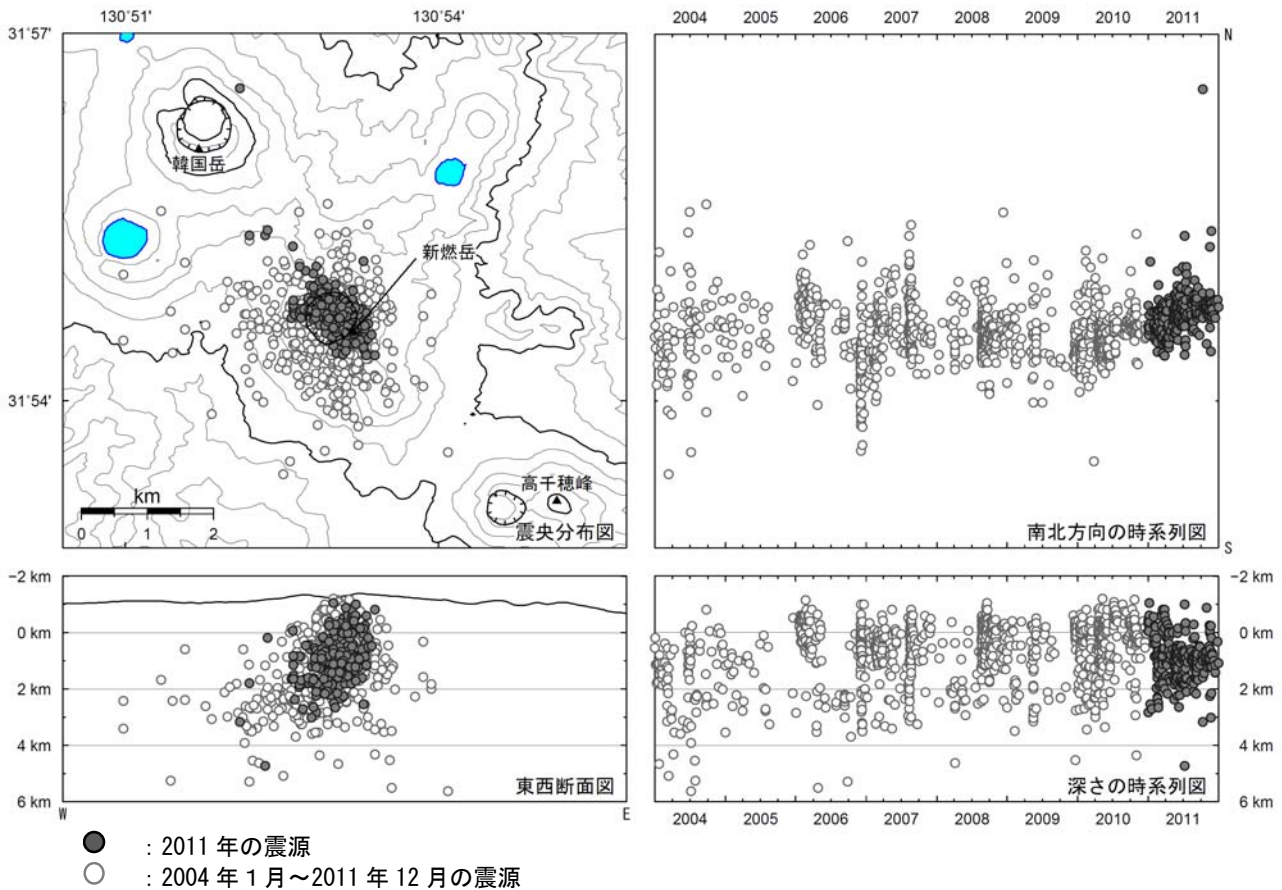 130°51'
130°54'
31°57'
31°54'
韓国岳
新燃岳
高千穂峰
km
0 1 2
震央分布図
2004 2005 2006 2007 2008 2009 2010 2011
N
S
南北方向の時系列図
-2 km
0 km
2 km
4 km
6 km
W
E
東西断面図
-2 km
0 km
2 km
4 km
6 km
深さの時系列図
2004 2005 2006 2007 2008 2009 2010 2011
：2011 年の震源
：2004 年 1 月～2011 年 12 月の震源